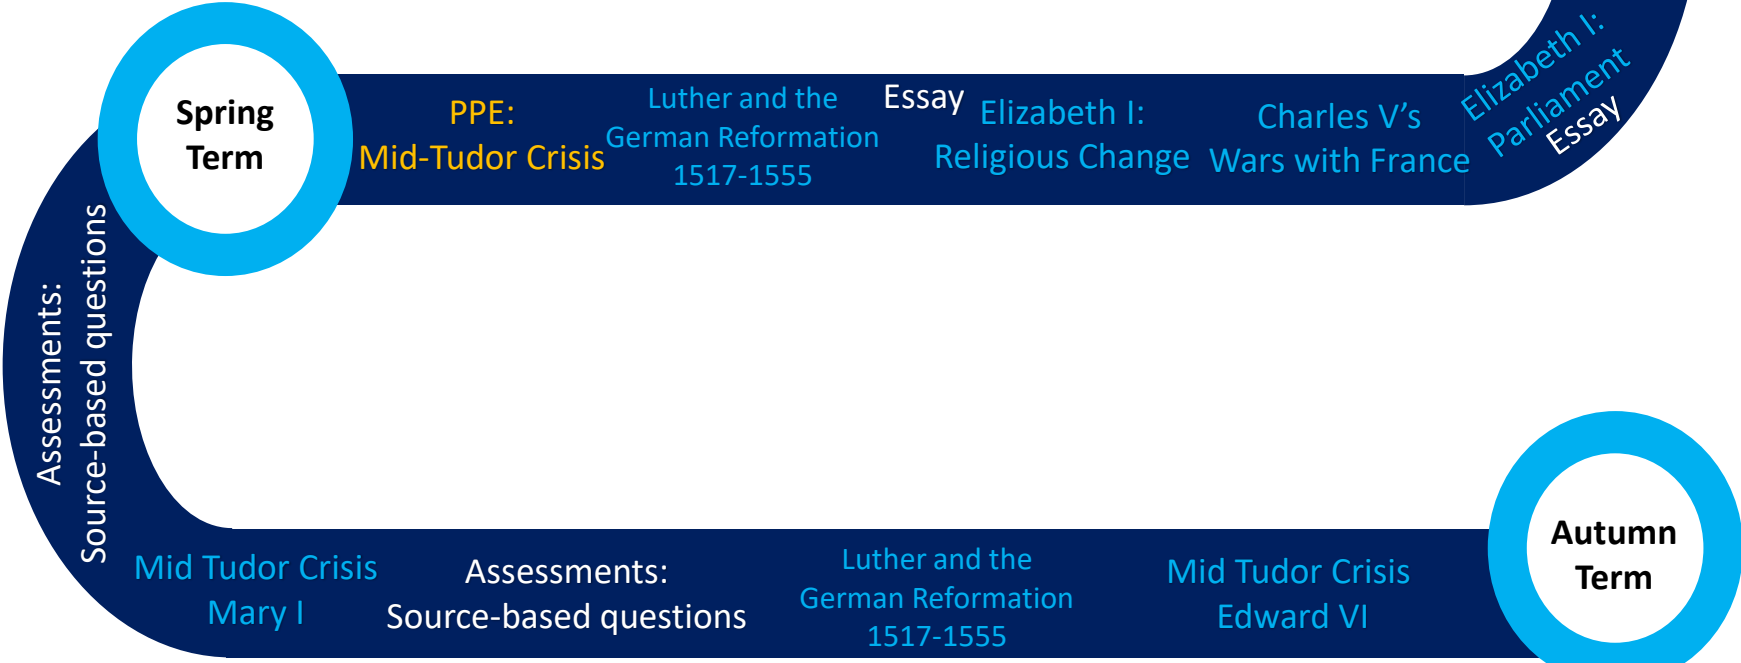 Spring
Term
PPE:
Mid-Tudor Crisis
Luther and the
German Reformation
1517-1555
Essay
Elizabeth I:
Religious Change
Charles V’s
Wars with France
Elizabeth I:
Parliament
Essay
Assessments:
Source-based questions
Mid Tudor Crisis
Mary I
Assessments:
Source-based questions
Luther and the
German Reformation
1517-1555
Mid Tudor Crisis
Edward VI
Autumn
Term